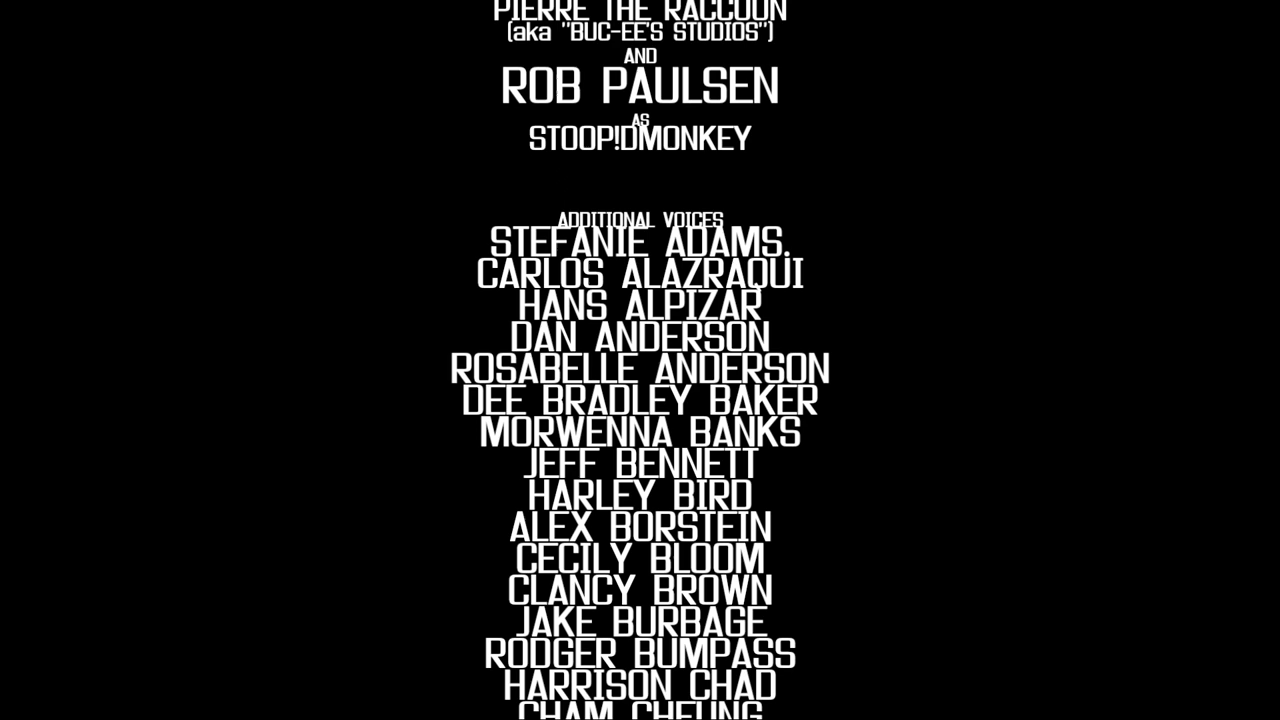 PIERRE THE RACCOON
(aka "BUC-EE'S STUDIOS")
AND
ROB PAULSEN
AS
STOOP!DMONKEY
ADDITIONAL VOICES
STEFANIE ADAMS.
CARLOS ALAZRAQUI
HANS ALPIZAR
DAN ANDERSON
ROSABELLE ANDERSON
DEE BRADLEY BAKER
MORWENNA BANKS
JEFF BENNETT
HARLEY BIRD
ALEX BORSTEIN
CECILY BLOOM
CLANCY BROWN
JAKE BURBAGE
RODGER BUMPASS
HARRISON CHAD
CHAM CHEUNG